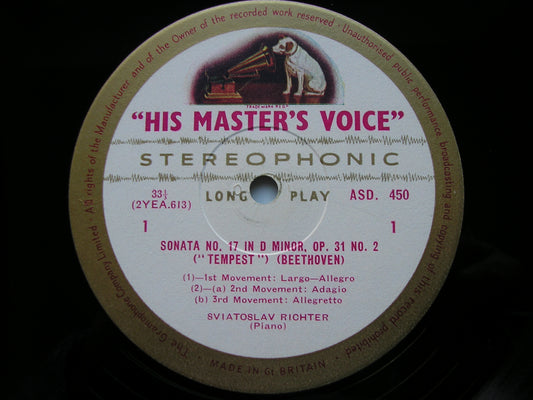 All rights of the Manufacturer and of the Owner of the recorded work reserved · Unauthorised public performance broadcasting and copying of this record prohibited · The Gramophone Company Limited ·
TRADE MARK REGD
"HIS MASTER'S VOICE"
STEREOPHONIC
33⅓ LONG PLAY ASD. 450
(2YEA.613)
1 1
SONATA NO. 17 IN D MINOR, OP. 31 NO. 2
("TEMPEST") (BEETHOVEN)
(1)—1st Movement: Largo—Allegro
(2)—(a) 2nd Movement: Adagio
(b) 3rd Movement: Allegretto
SVIATOSLAV RICHTER
(Piano)
MADE IN Gt BRITAIN